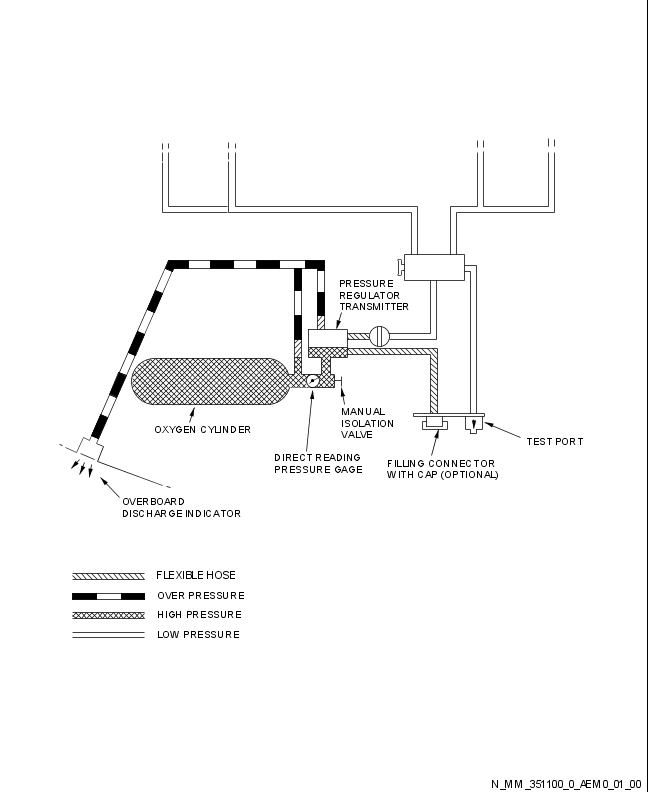 PRESSURE
REGULATOR
TRANSMITTER
OXYGEN CYLINDER
MANUAL
ISOLATION
VALVE
DIRECT READING
PRESSURE GAGE
FILLING CONNECTOR
WITH CAP (OPTIONAL)
TEST PORT
OVERBOARD
DISCHARGE INDICATOR
FLEXIBLE HOSE
OVER PRESSURE
HIGH PRESSURE
LOW PRESSURE
N_MM_351100_0_AEM0_01_00